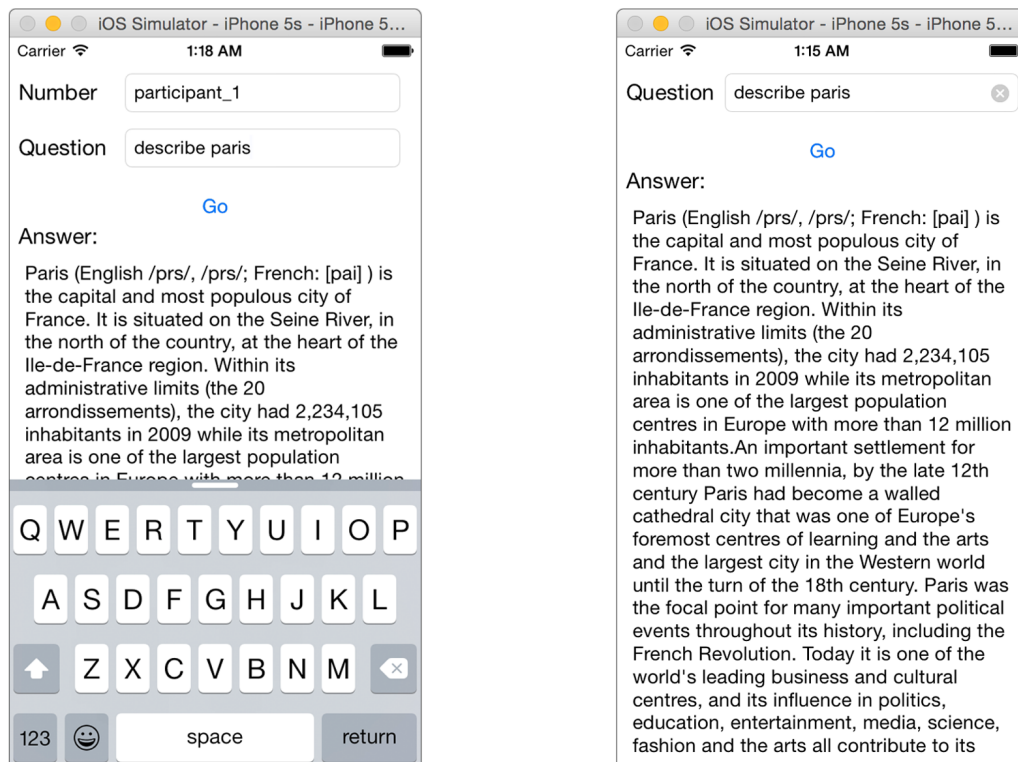 iOS Simulator - iPhone 5s - iPhone 5...
Carrier 1:18 AM
Number participant_1
Question describe paris
Go
Answer:
Paris (English /prs/, /prs/; French: [pai] ) is
the capital and most populous city of
France. It is situated on the Seine River, in
the north of the country, at the heart of the
Ile-de-France region. Within its
administrative limits (the 20
arrondissements), the city had 2,234,105
inhabitants in 2009 while its metropolitan
area is one of the largest population
centres in Europe with more than 12 million
Q W E R T Y U I O P
A S D F G H J K L
Z X C V B N M
123 space return
iOS Simulator - iPhone 5s - iPhone 5...
Carrier 1:15 AM
Question describe paris
Go
Answer:
Paris (English /prs/, /prs/; French: [pai] ) is
the capital and most populous city of
France. It is situated on the Seine River, in
the north of the country, at the heart of the
Ile-de-France region. Within its
administrative limits (the 20
arrondissements), the city had 2,234,105
inhabitants in 2009 while its metropolitan
area is one of the largest population
centres in Europe with more than 12 million
inhabitants.An important settlement for
more than two millennia, by the late 12th
century Paris had become a walled
cathedral city that was one of Europe's
foremost centres of learning and the arts
and the largest city in the Western world
until the turn of the 18th century. Paris was
the focal point for many important political
events throughout its history, including the
French Revolution. Today it is one of the
world's leading business and cultural
centres, and its influence in politics,
education, entertainment, media, science,
fashion and the arts all contribute to its